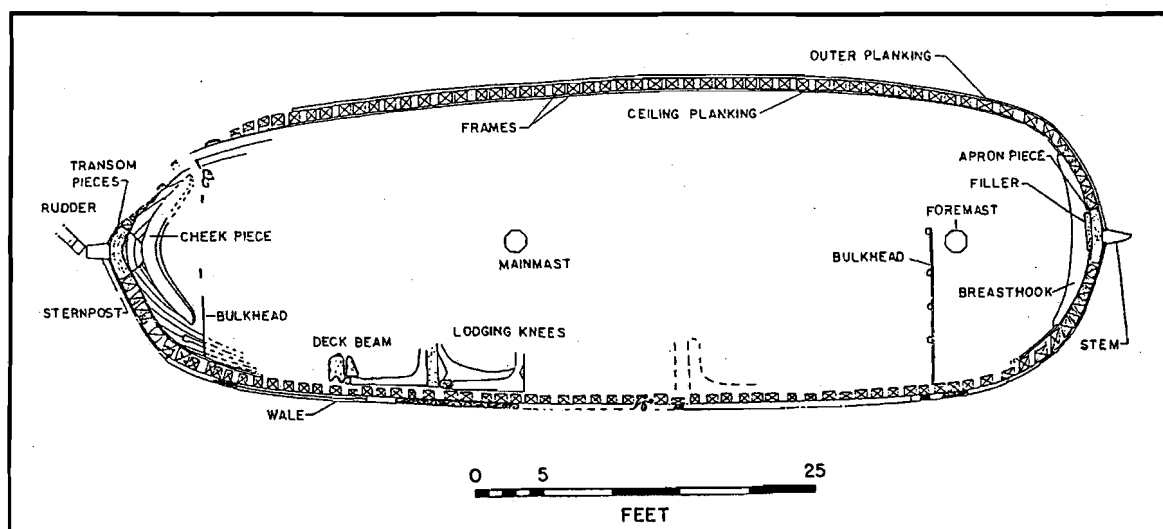 OUTER PLANKING
FRAMES
CEILING PLANKING
TRANSOM
PIECES
APRON PIECE
FILLER
RUDDER
CHEEK PIECE
FOREMAST
MAINMAST
BULKHEAD
BREASTHOOK
STERNPOST
BULKHEAD
DECK BEAM
LODGING KNEES
STEM
WALE
0 5 25
FEET